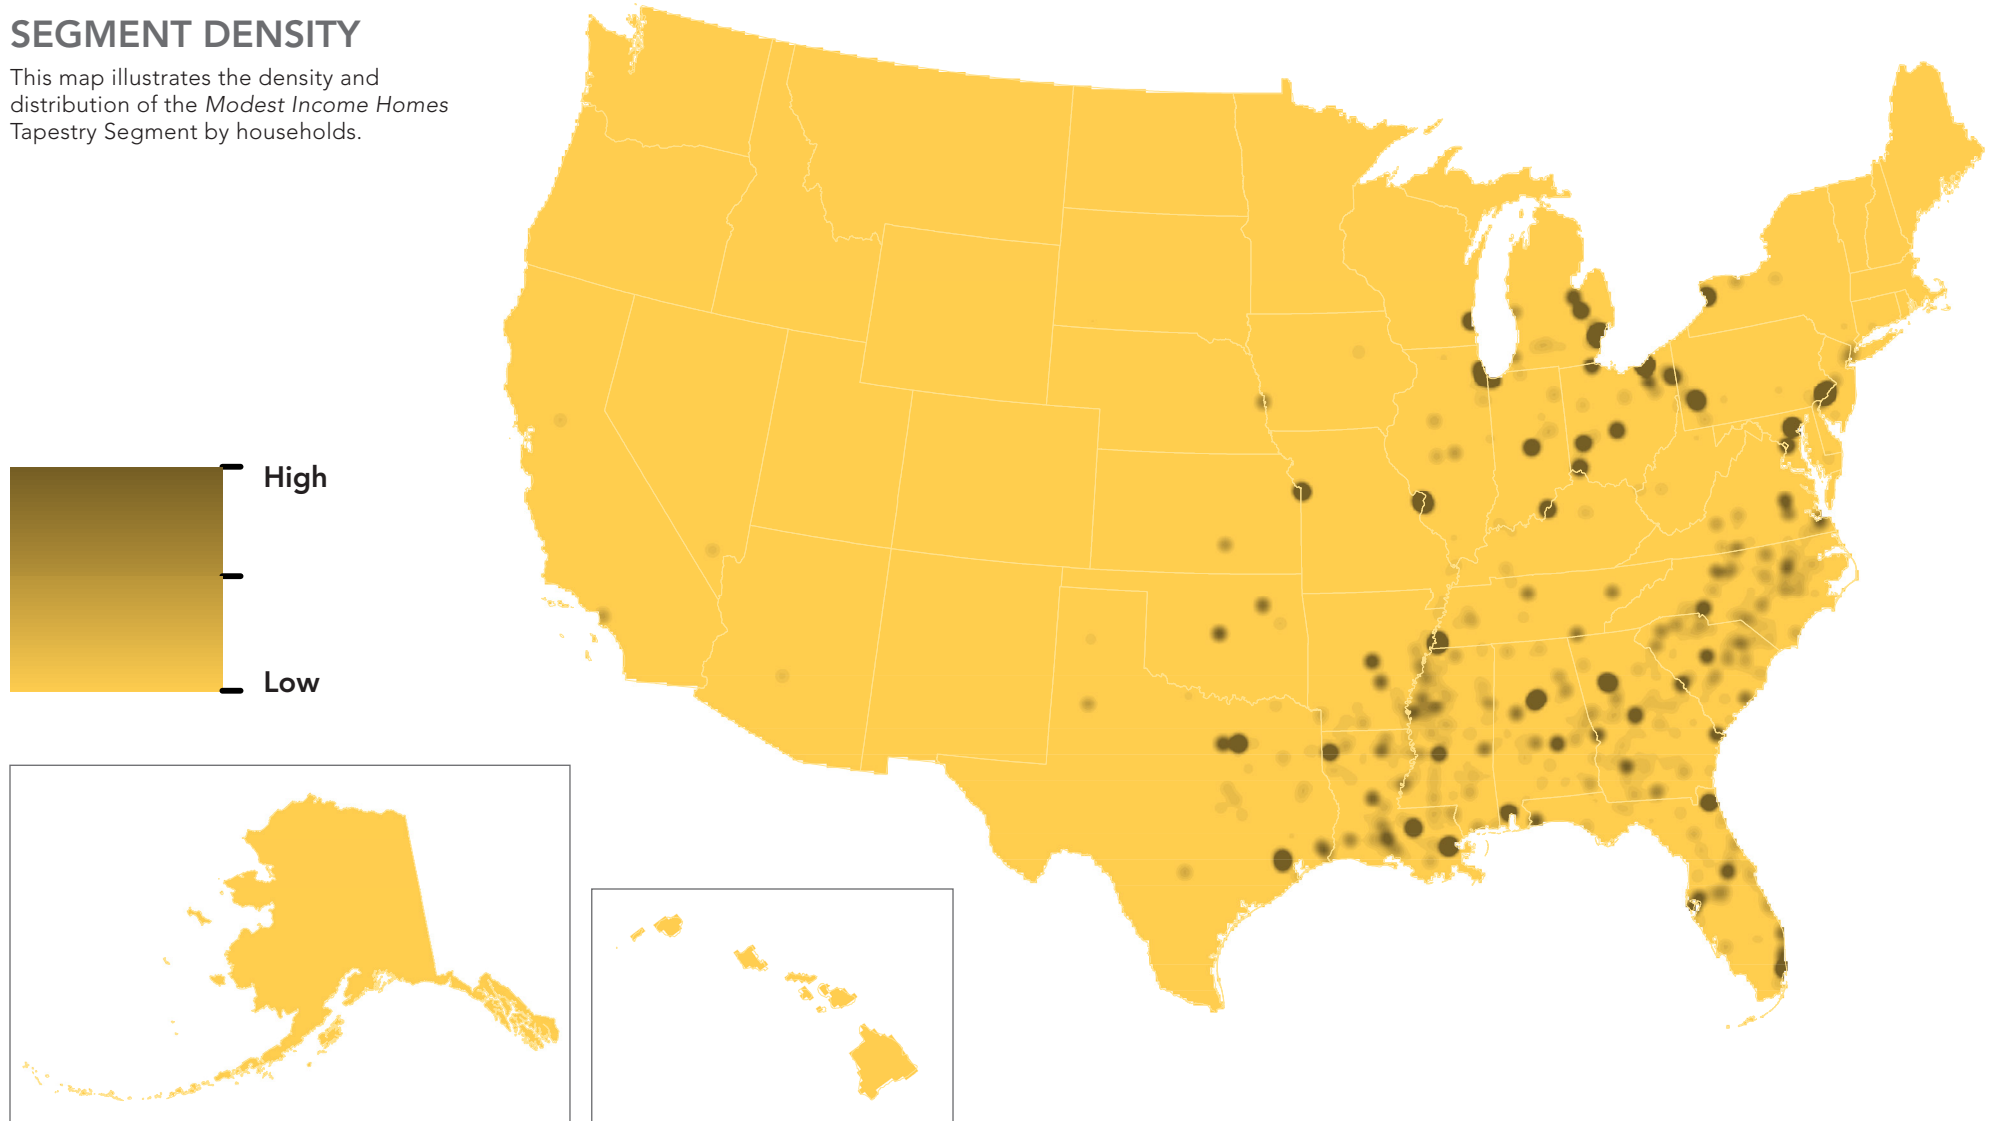 SEGMENT DENSITY
This map illustrates the density and
distribution of the Modest Income Homes
Tapestry Segment by households.
High
Low